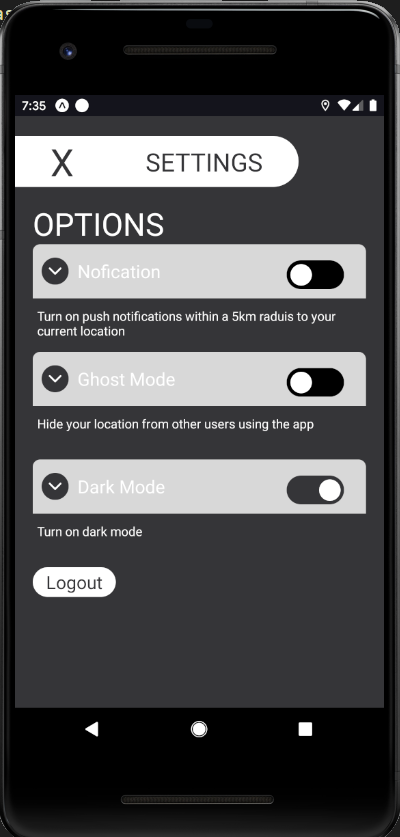 7:35
X SETTINGS
OPTIONS
Nofication
Turn on push notifications within a 5km raduis to your
current location
Ghost Mode
Hide your location from other users using the app
Dark Mode
Turn on dark mode
Logout